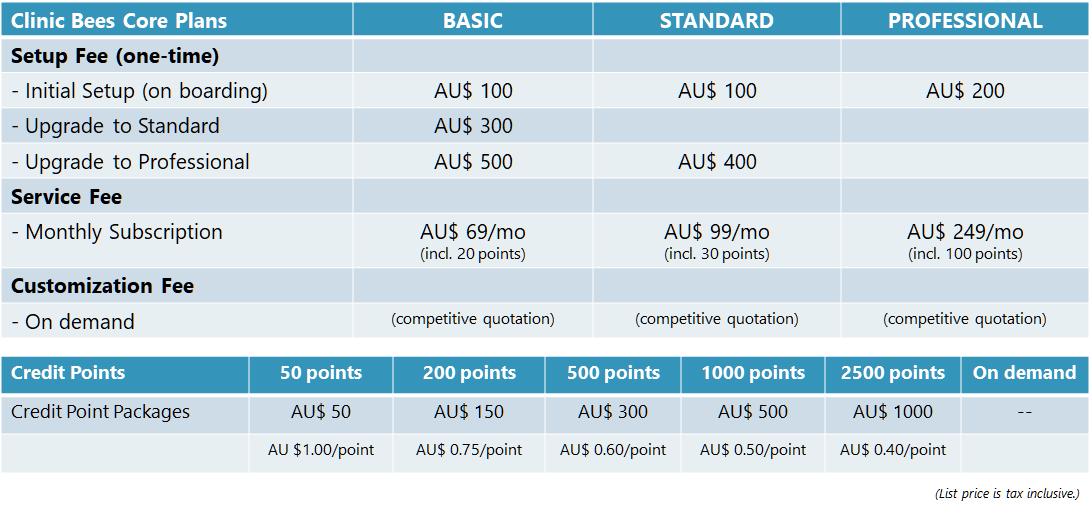 Clinic Bees Core Plans BASIC STANDARD PROFESSIONAL
Setup Fee (one-time)
- Initial Setup (on boarding) AU$ 100 AU$ 100 AU$ 200
- Upgrade to Standard AU$ 300
- Upgrade to Professional AU$ 500 AU$ 400
Service Fee
- Monthly Subscription AU$ 69/mo AU$ 99/mo AU$ 249/mo
(incl. 20 points) (incl. 30 points) (incl. 100 points)
Customization Fee
- On demand (competitive quotation) (competitive quotation) (competitive quotation)
Credit Points 50 points 200 points 500 points 1000 points 2500 points On demand
Credit Point Packages AU$ 50 AU$ 150 AU$ 300 AU$ 500 AU$ 1000 --
AU $1.00/point AU$ 0.75/point AU$ 0.60/point AU$ 0.50/point AU$ 0.40/point
(List price is tax inclusive.)